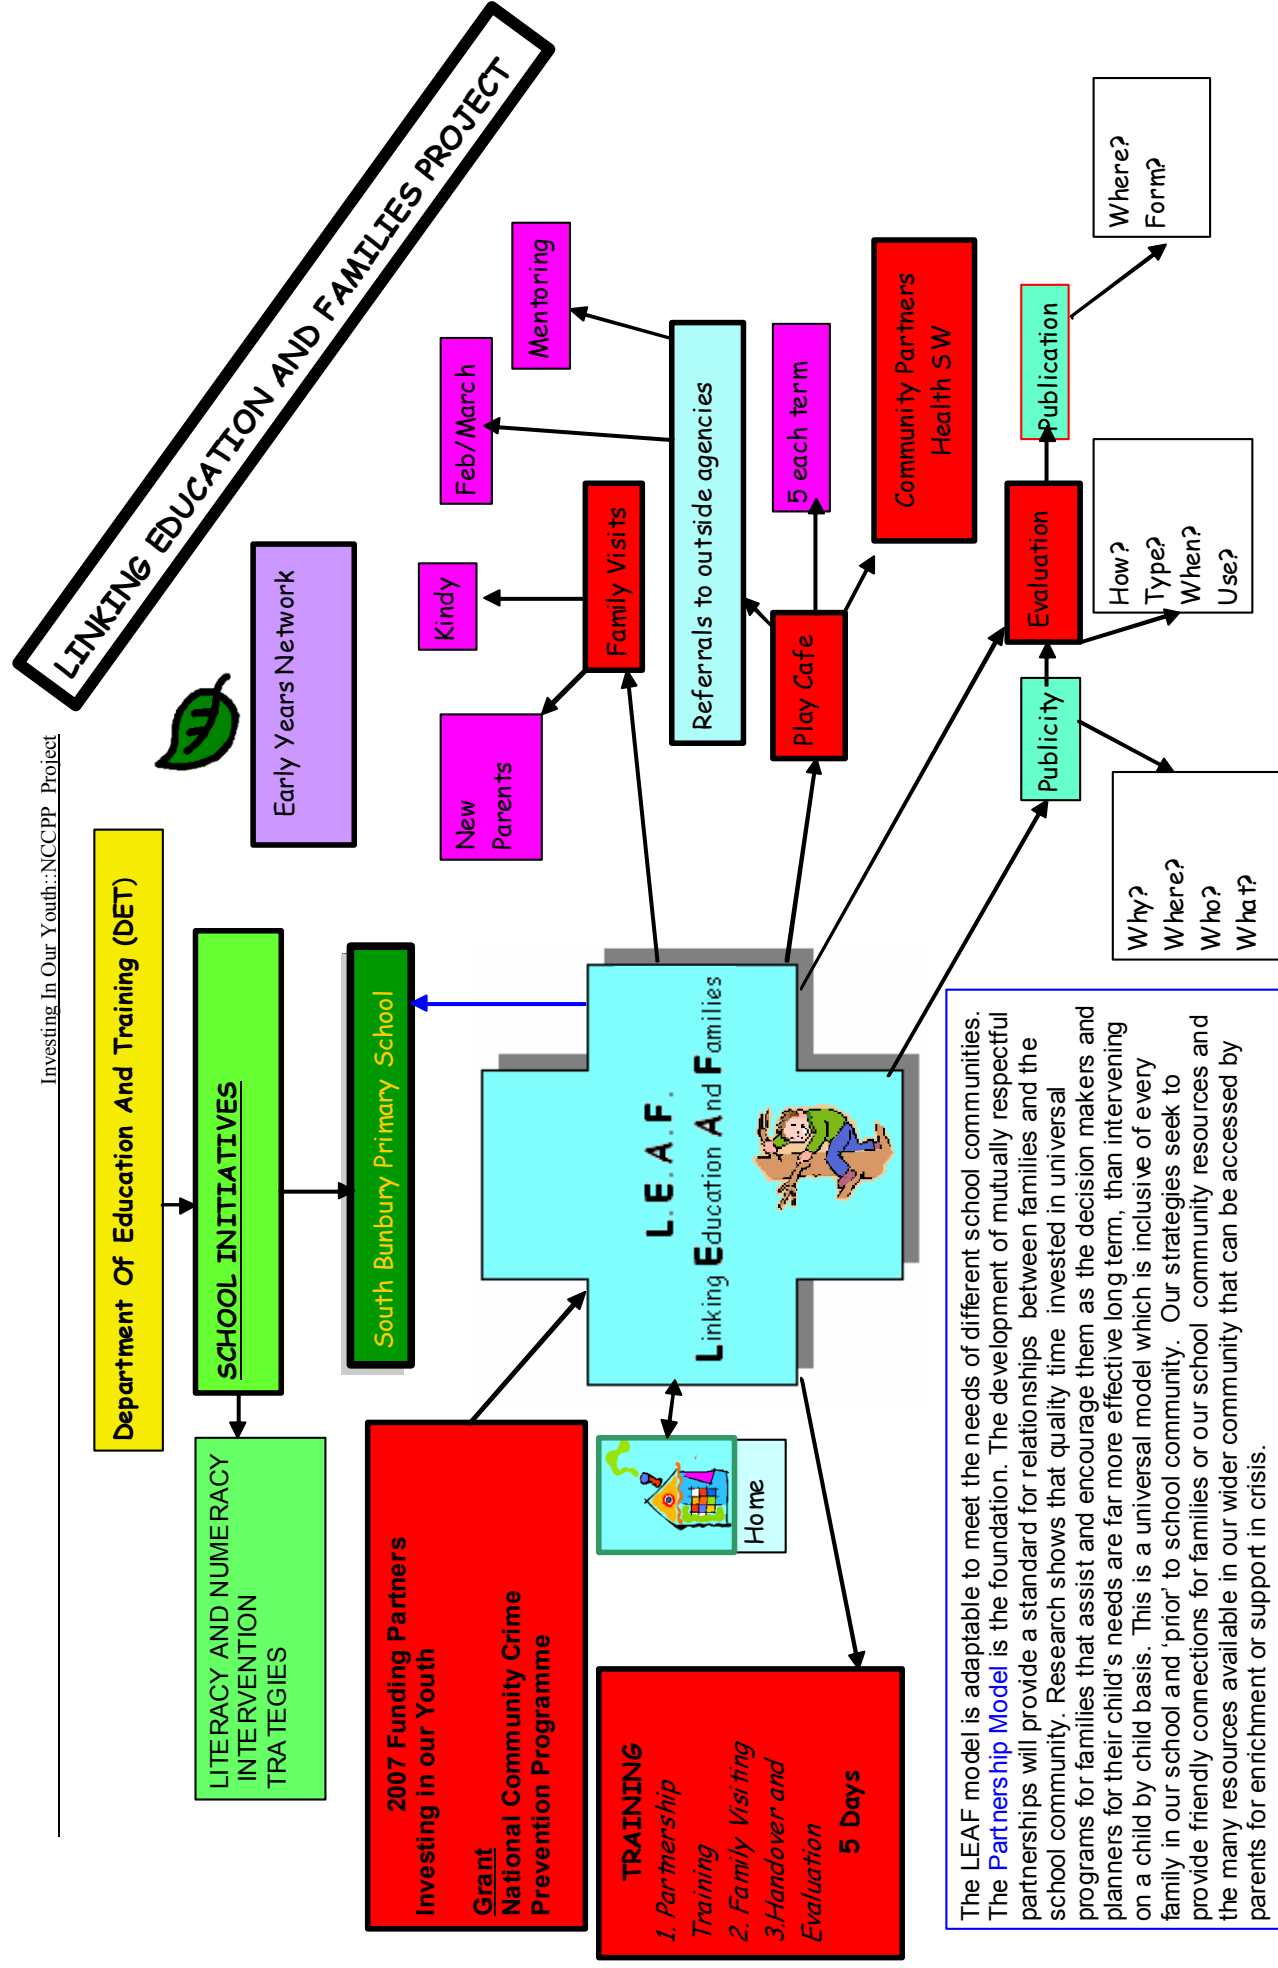 Investing In Our Youth::NCCPP Project
LINKING EDUCATION AND FAMILIES PROJECT
Department Of Education And Training (DET)
SCHOOL INITIATIVES
LITERACY AND NUMERACY
INTERVENTION
TRATEGIES
South Bunbury Primary School
Early Years Network
2007 Funding Partners
Investing in our Youth
Grant
National Community Crime
Prevention Programme
Home
L.E.A.F.
Linking Education And Families
New
Parents
Kindy
Feb/March
Mentoring
Family Visits
Referrals to outside agencies
Play Cafe
5 each term
Community Partners
Health SW
TRAINING
1. Partnership
Training
2. Family Visiting
3.Handover and
Evaluation
5 Days
Publicity
Evaluation
Publication
Why?
Where?
Who?
What?
How?
Type?
When?
Use?
Where?
Form?
The LEAF model is adaptable to meet the needs of different school communities.
The Partnership Model is the foundation. The development of mutually respectful
partnerships will provide a standard for relationships between families and the
school community. Research shows that quality time invested in universal
programs for families that assist and encourage them as the decision makers and
planners for their child's needs are far more effective long term, than intervening
on a child by child basis. This is a universal model which is inclusive of every
family in our school and ‘prior’ to school community. Our strategies seek to
provide friendly connections for families or our school community resources and
the many resources available in our wider community that can be accessed by
parents for enrichment or support in crisis.